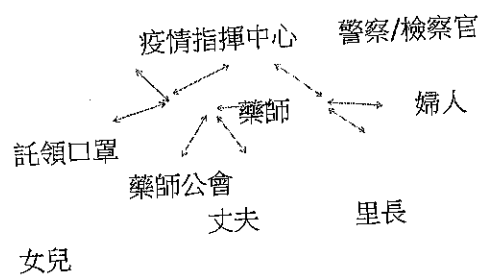 疫情指揮中心 警察/檢察官
藥師 婦人
託領口罩
藥師公會
丈夫 里長
女兒